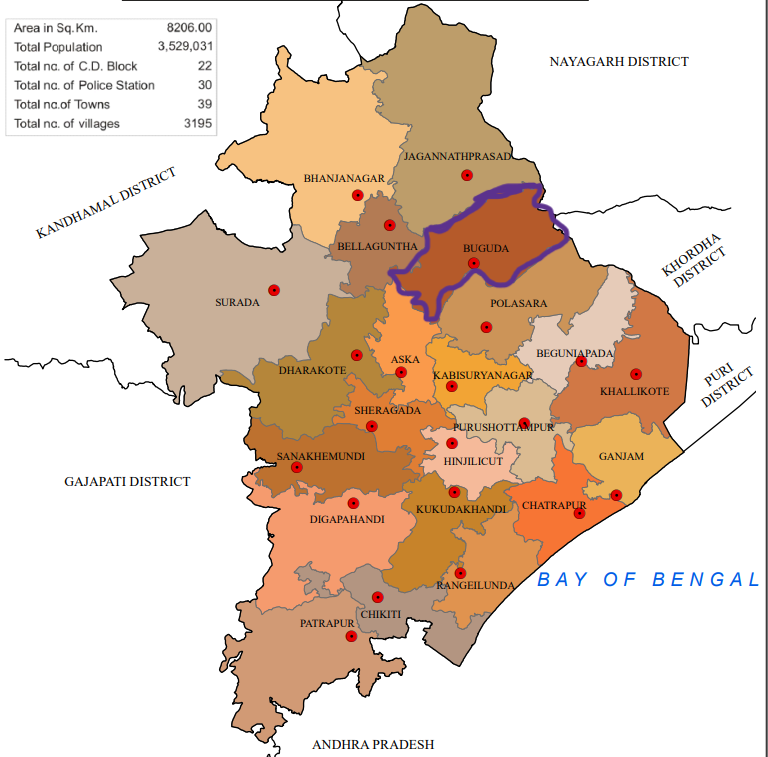 Area in Sq.Km. 8206.00
Total Population 3,529,031
Total no. of C.D. Block 22
Total no. of Police Station 30
Total no.of Towns 39
Total no. of villages 3195
NAYAGARH DISTRICT
JAGANNATHPRASAD
BHANJANAGAR
KANDHAMAL DISTRICT
BELLAGUNTHA
BUGUDA
KHORDHA
DISTRICT
SURADA
POLASARA
BEGUNIAPADA
DHARAKOTE
ASKA
KABISURYANAGAR
KHALLIKOTE
PURI
DISTRICT
SHERAGADA
PURUSHOTTAMPUR
SANAKHEMUNDI
HINJILICUT
GANJAM
GAJAPATI DISTRICT
DIGAPAHANDI
KUKUDAKHANDI
CHATRAPUR
BAY OF BENGAL
RANGEILUNDA
CHIKITI
PATRAPUR
ANDHRA PRADESH